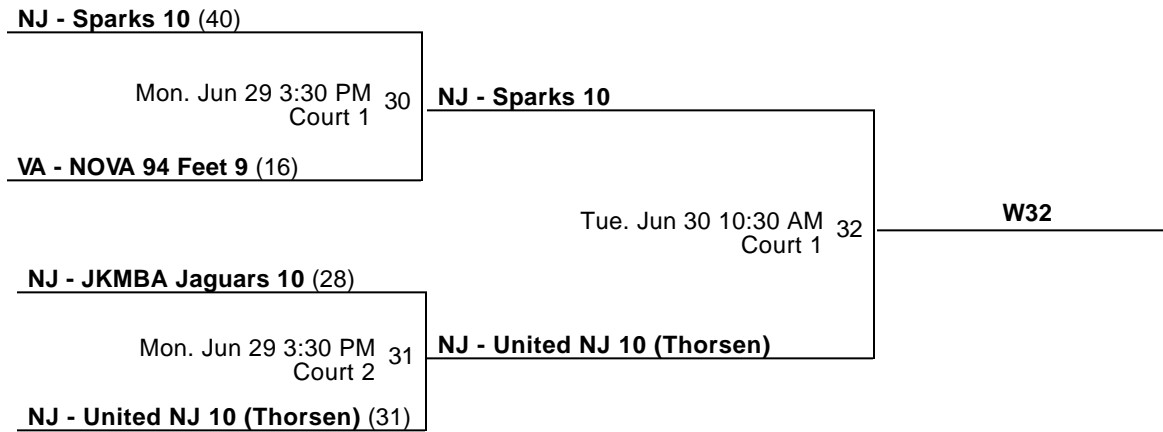 NJ - Sparks 10 (40)
Mon. Jun 29 3:30 PM 30
Court 1
NJ - Sparks 10
VA - NOVA 94 Feet 9 (16)
Tue. Jun 30 10:30 AM 32
Court 1
W32
NJ - JKMBA Jaguars 10 (28)
Mon. Jun 29 3:30 PM 31
Court 2
NJ - United NJ 10 (Thorsen)
NJ - United NJ 10 (Thorsen) (31)